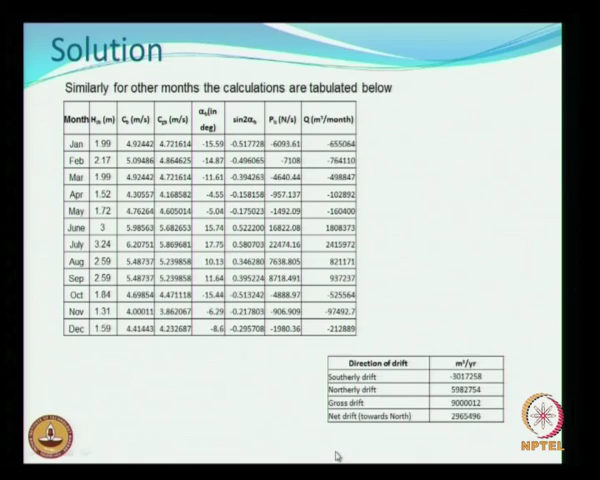 Solution
Similarly for other months the calculations are tabulated below
Month Hb (m) Cb (m/s) Cgb (m/s) αb(in deg) sin2αb Pls (N/s) Q (m³/month)
Jan 1.99 4.92442 4.721614 -15.59 -0.517728 -6093.61 -655064
Feb 2.17 5.09486 4.864625 -14.87 -0.496065 -7108 -764110
Mar 1.99 4.92442 4.721614 -11.61 -0.394263 -4640.44 -498847
Apr 1.52 4.30557 4.168582 -4.55 -0.158158 -957.137 -102892
May 1.72 4.76264 4.605014 -5.04 -0.175023 -1492.09 -160400
June 3 5.98563 5.682653 15.74 0.522200 16822.08 1808373
July 3.24 6.20751 5.869681 17.75 0.580703 22474.16 2415972
Aug 2.59 5.48737 5.239858 10.13 0.346280 7638.805 821171
Sep 2.59 5.48737 5.239858 11.64 0.395224 8718.491 937237
Oct 1.84 4.69854 4.471118 -15.44 -0.513242 -4888.97 -525564
Nov 1.31 4.00011 3.862067 -6.29 -0.217803 -906.909 -97492.7
Dec 1.59 4.41443 4.232687 -8.6 -0.295708 -1980.36 -212889
Direction of drift m³/yr
Southerly drift -3017258
Northerly drift 5982754
Gross drift 9000012
Net drift (towards North) 2965496
NPTEL